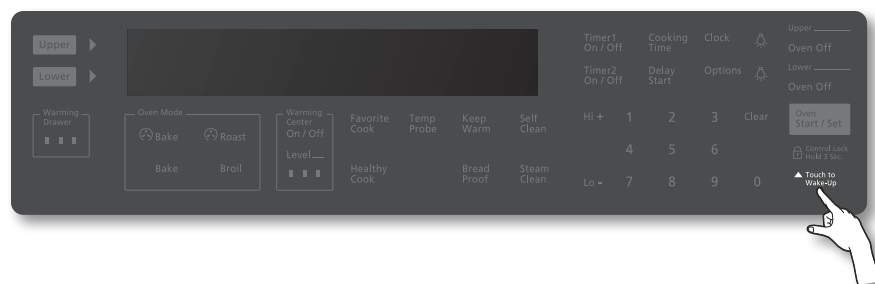 Upper
Lower
Warming
Drawer
Oven Mode
Bake
Roast
Bake
Broil
Warming
Center
On / Off
Level
Favorite
Cook
Temp
Probe
Keep
Warm
Self
Clean
Healthy
Cook
Bread
Proof
Steam
Clean
Timer1
On / Off
Cooking
Time
Clock
Timer2
On / Off
Delay
Start
Options
Hi + 1 2 3 Clear
4 5 6
Lo - 7 8 9 0
Upper
Oven Off
Lower
Oven Off
Oven
Start / Set
Control Lock
Hold 3 Sec.
Touch to
Wake-Up